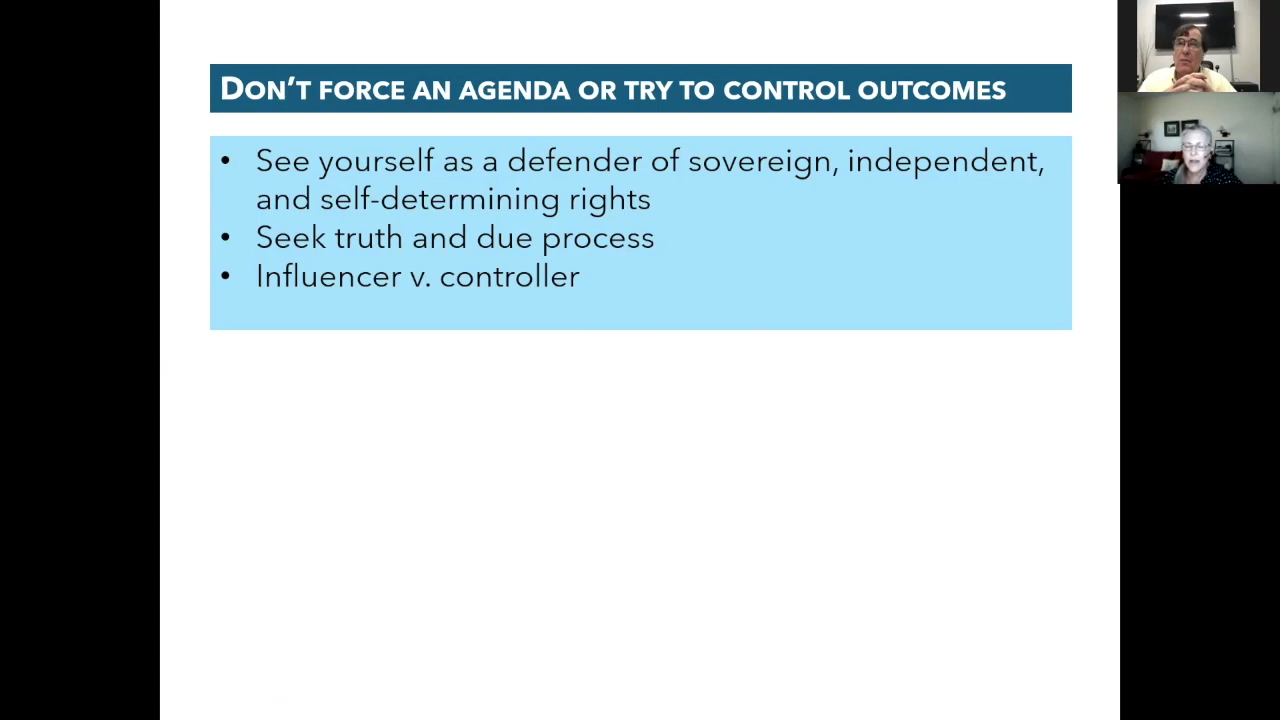 DON'T FORCE AN AGENDA OR TRY TO CONTROL OUTCOMES
• See yourself as a defender of sovereign, independent,
and self-determining rights
• Seek truth and due process
• Influencer v. controller